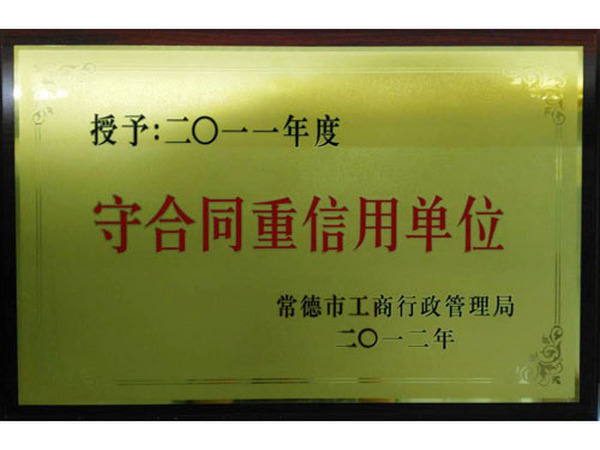 授予:二〇一一年度
守合同重信用单位
常德市工商行政管理局
二〇一二年